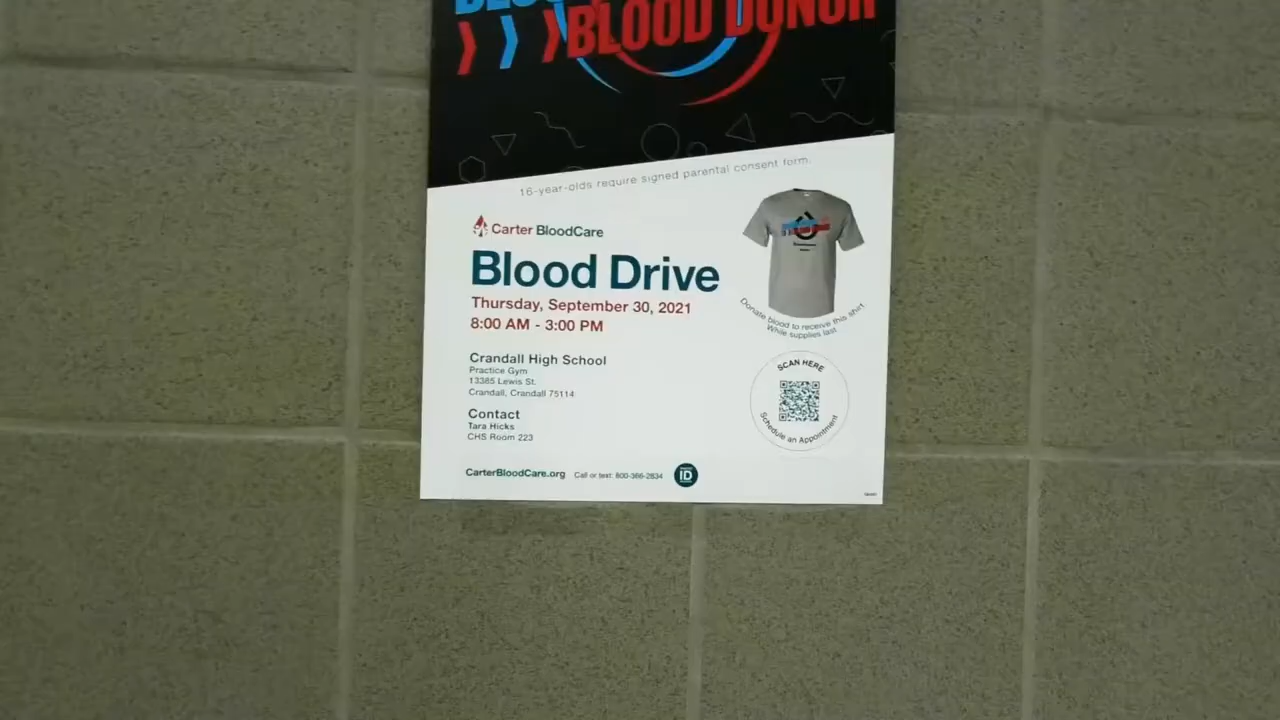 BLOOD DONOR
16-year-olds require signed parental consent form.
Carter BloodCare
Blood Drive
Thursday, September 30, 2021
8:00 AM - 3:00 PM
Donate blood to receive this shirt
While supplies last
Crandall High School
Practice Gym
13385 Lewis St.
Crandall, Crandall 75114
Contact
Tara Hicks
CHS Room 223
SCAN HERE
Schedule an Appointment
CarterBloodCare.org Call or text: 800-366-2834
ID